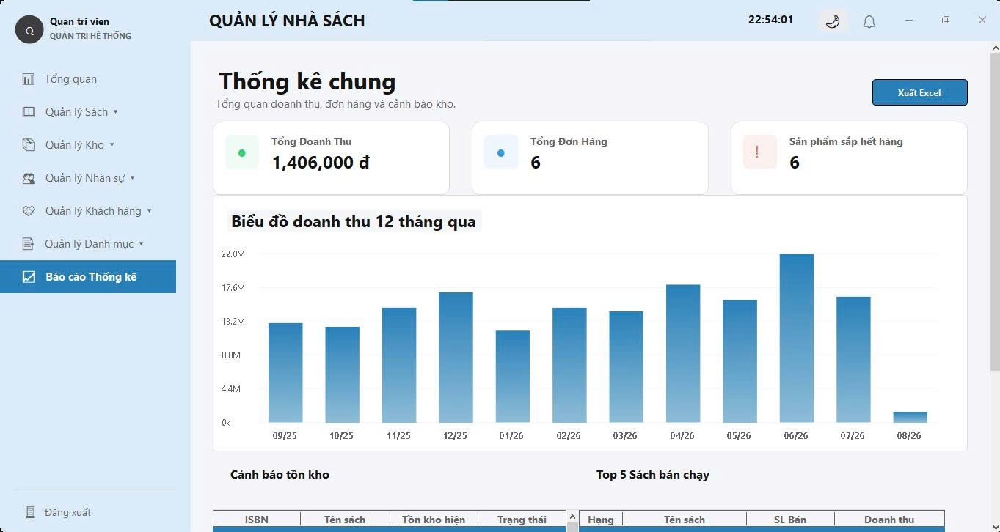 Q
Quan tri vien
QUẢN TRỊ HỆ THỐNG
QUẢN LÝ NHÀ SÁCH
22:54:01
Tổng quan
Quản lý Sách
Quản lý Kho
Quản lý Nhân sự
Quản lý Khách hàng
Quản lý Danh mục
Báo cáo Thống kê
Đăng xuất
Thống kê chung
Tổng quan doanh thu, đơn hàng và cảnh báo kho.
Xuất Excel
Tổng Doanh Thu
1,406,000 đ
Tổng Đơn Hàng
6
!
Sản phẩm sắp hết hàng
6
Biểu đồ doanh thu 12 tháng qua
22.0M
17.6M
13.2M
8.8M
4.4M
0k
09/25 10/25 11/25 12/25 01/26 02/26 03/26 04/26 05/26 06/26 07/26 08/26
Cảnh báo tồn kho
ISBN Tên sách Tồn kho hiện Trạng thái
Top 5 Sách bán chạy
Hạng Tên sách SL Bán Doanh thu